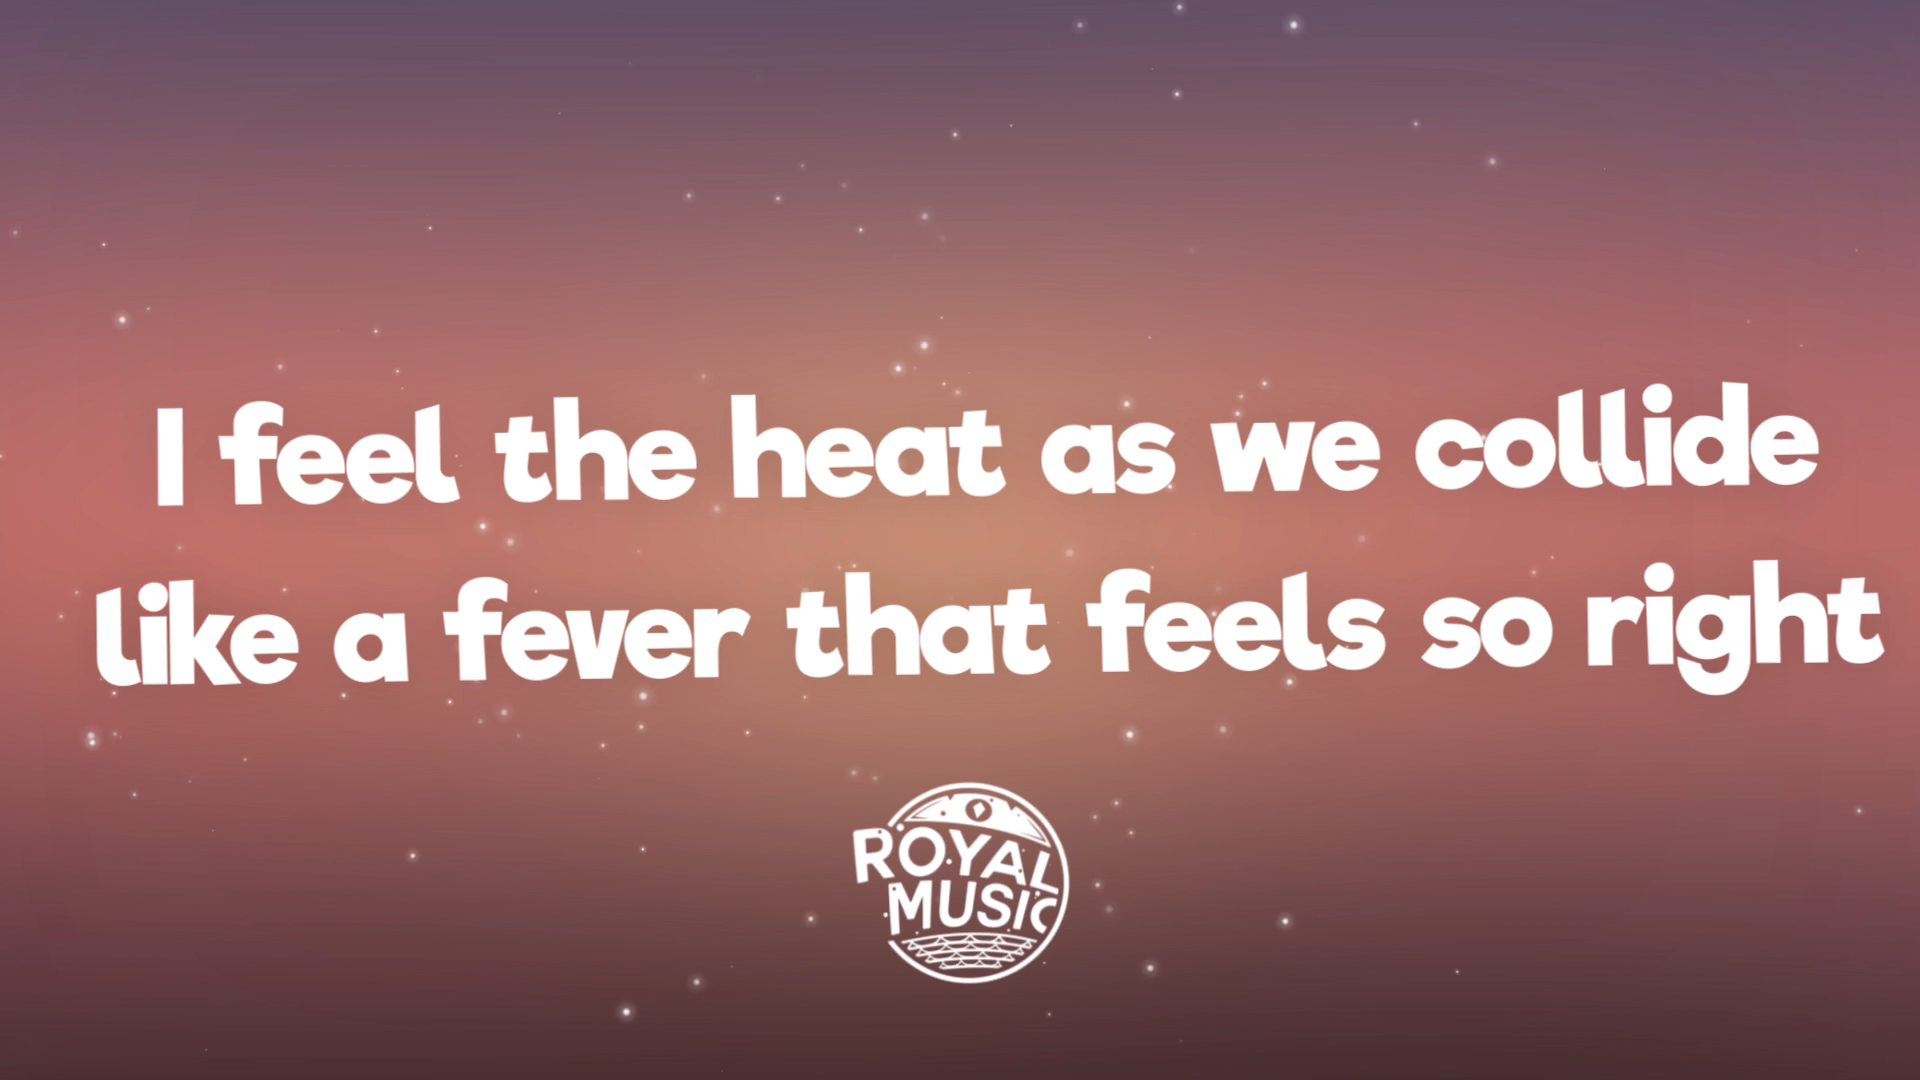 I feel the heat as we collide
like a fever that feels so right
ROYAL
MUSIC